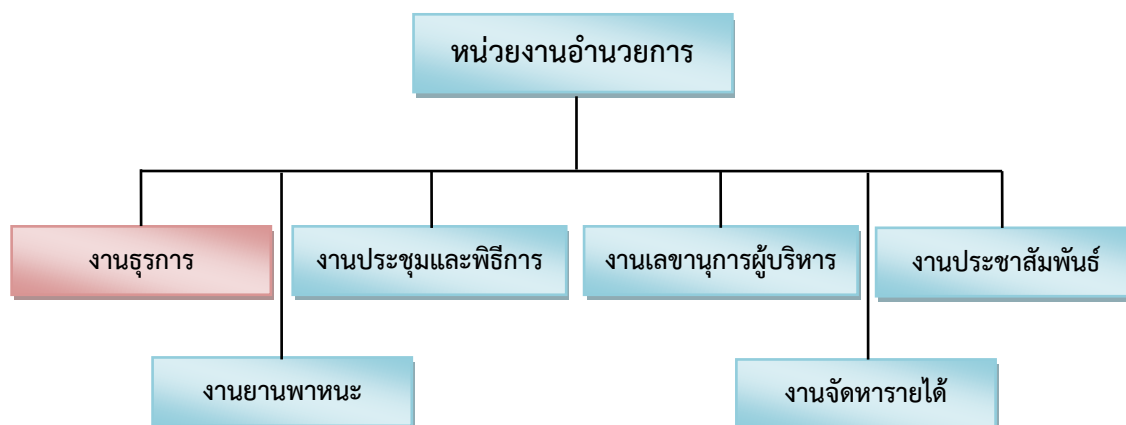 หน่วยงานอำนวยการ
งานธุรการ
งานประชุมและพิธีการ
งานเลขานุการผู้บริหาร
งานประชาสัมพันธ์
งานยานพาหนะ
งานจัดหารายได้